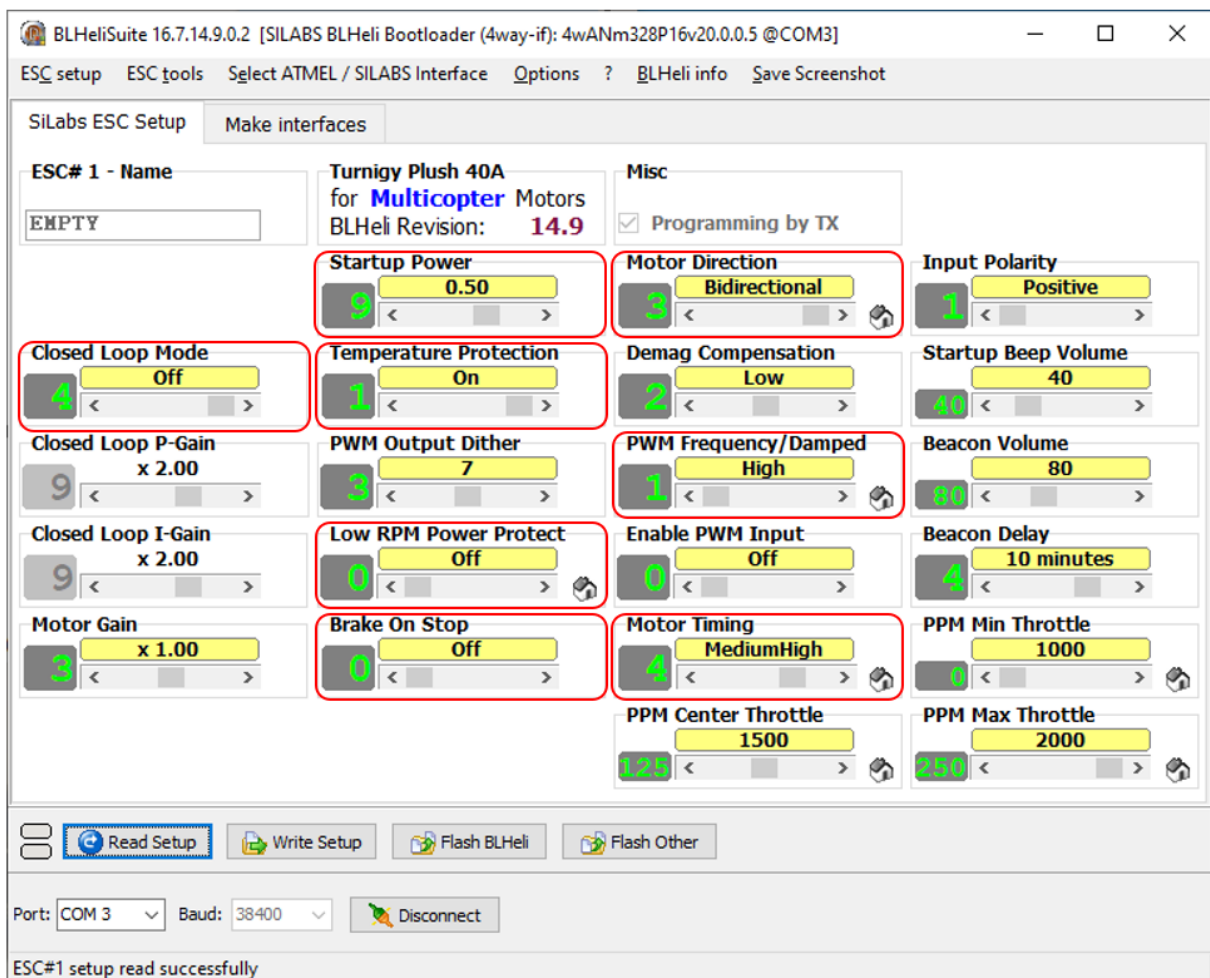 BLHeliSuite 16.7.14.9.0.2 [SILABS BLHeli Bootloader (4way-if): 4wANm328P16v20.0.0.5 @COM3]
ESC setup ESC tools Select ATMEL / SILABS Interface Options ? BLHeli info Save Screenshot
SiLabs ESC Setup Make interfaces
ESC# 1 - Name
EMPTY
Turnigy Plush 40A
for Multicopter Motors
BLHeli Revision: 14.9
Misc
Programming by TX
Startup Power
0.50
9
Motor Direction
Bidirectional
3
Input Polarity
Positive
1
Closed Loop Mode
Off
4
Temperature Protection
On
1
Demag Compensation
Low
2
Startup Beep Volume
40
40
Closed Loop P-Gain
x 2.00
9
PWM Output Dither
7
3
PWM Frequency/Damped
High
1
Beacon Volume
80
80
Closed Loop I-Gain
x 2.00
9
Low RPM Power Protect
Off
0
Enable PWM Input
Off
0
Beacon Delay
10 minutes
4
Motor Gain
x 1.00
3
Brake On Stop
Off
0
Motor Timing
MediumHigh
4
PPM Min Throttle
1000
0
PPM Center Throttle
1500
125
PPM Max Throttle
2000
250
Read Setup Write Setup Flash BLHeli Flash Other
Port: COM 3 Baud: 38400 Disconnect
ESC#1 setup read successfully